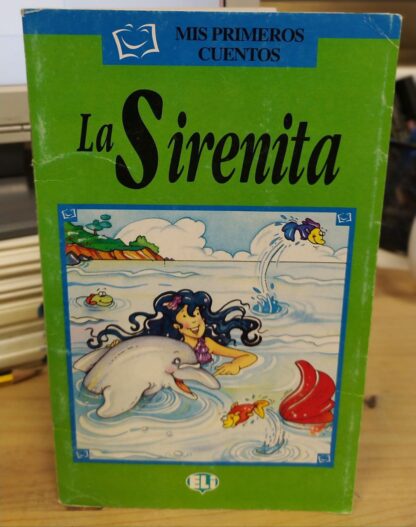 MIS PRIMEROS
CUENTOS
La Sirenita
ELI